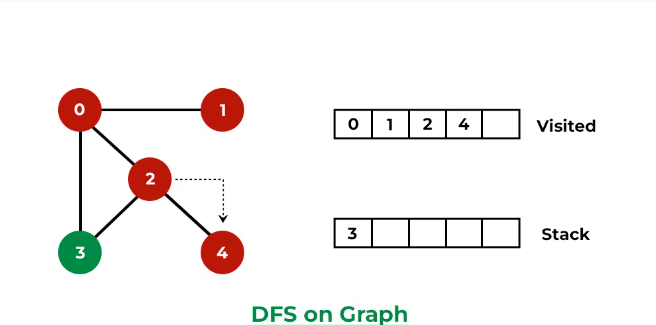 0 1
0 1 2 4 Visited
2
3 Stack
3 4
DFS on Graph